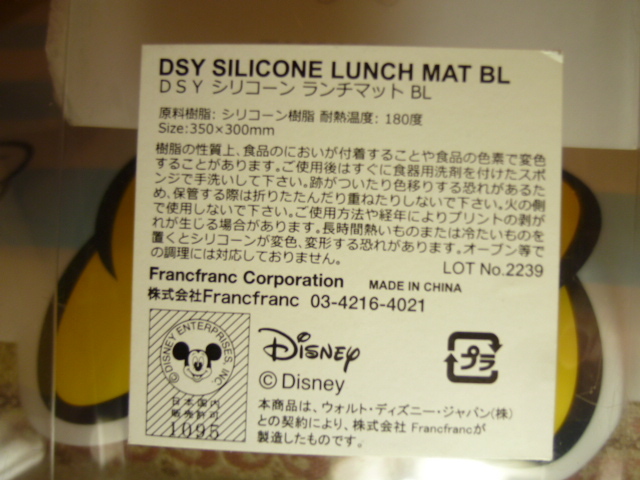 DSY SILICONE LUNCH MAT BL
DSY シリコーン ランチマット BL
原料樹脂: シリコーン樹脂 耐熱温度: 180度
Size:350×300mm
樹脂の性質上、食品のにおいが付着することや食品の色素で変色
することがあります。ご使用後はすぐに食器用洗剤を付けたスポ
ンジで手洗いして下さい。跡がついたり色移りする恐れがあるた
め、保管する際は折りたたんだり重ねたりしないで下さい。火の側
で使用しないで下さい。ご使用方法や経年によりプリントの剥が
れが生じる場合があります。長時間熱いものまたは冷たいものを
置くとシリコーンが変色、変形する恐れがあります。オーブン等で
の調理には対応しておりません。
LOT No.2239
Francfranc Corporation MADE IN CHINA
株式会社Francfranc 03-4216-4021
© DISNEY ENTERPRISES, INC.
日本国内
販売許可
1095
Disney
© Disney
プラ
本商品は、ウォルト・ディズニー・ジャパン(株)
との契約により、株式会社 Francfrancが
製造したものです。